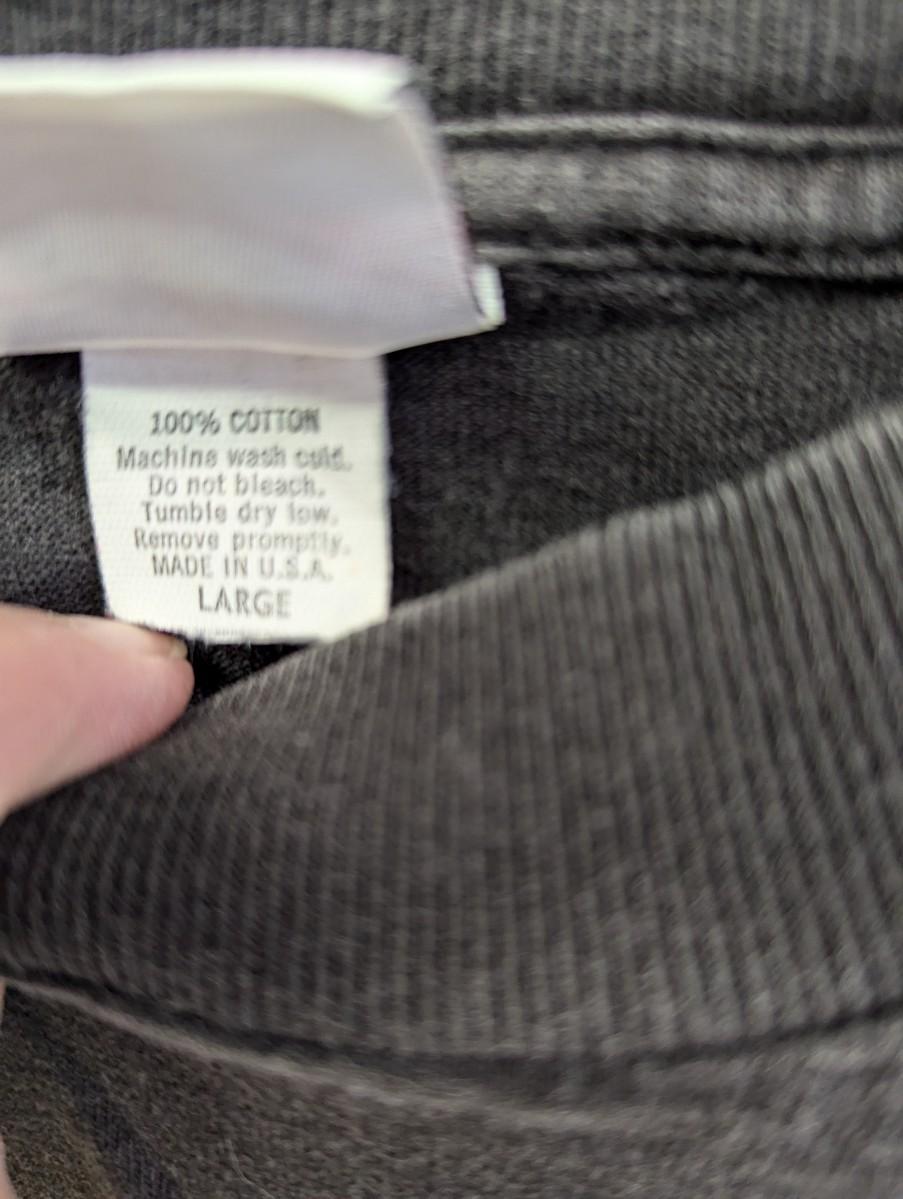 100% COTTON
Machine wash cold.
Do not bleach.
Tumble dry low.
Remove promptly.
MADE IN U.S.A.
LARGE